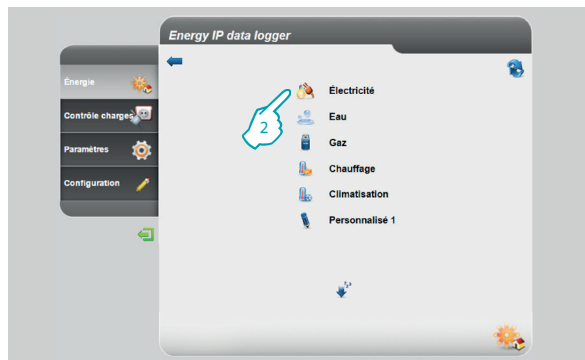 Energy IP data logger
Énergie
Contrôle charges
Paramètres
Configuration
Électricité
2
Eau
Gaz
Chauffage
Climatisation
Personnalisé 1